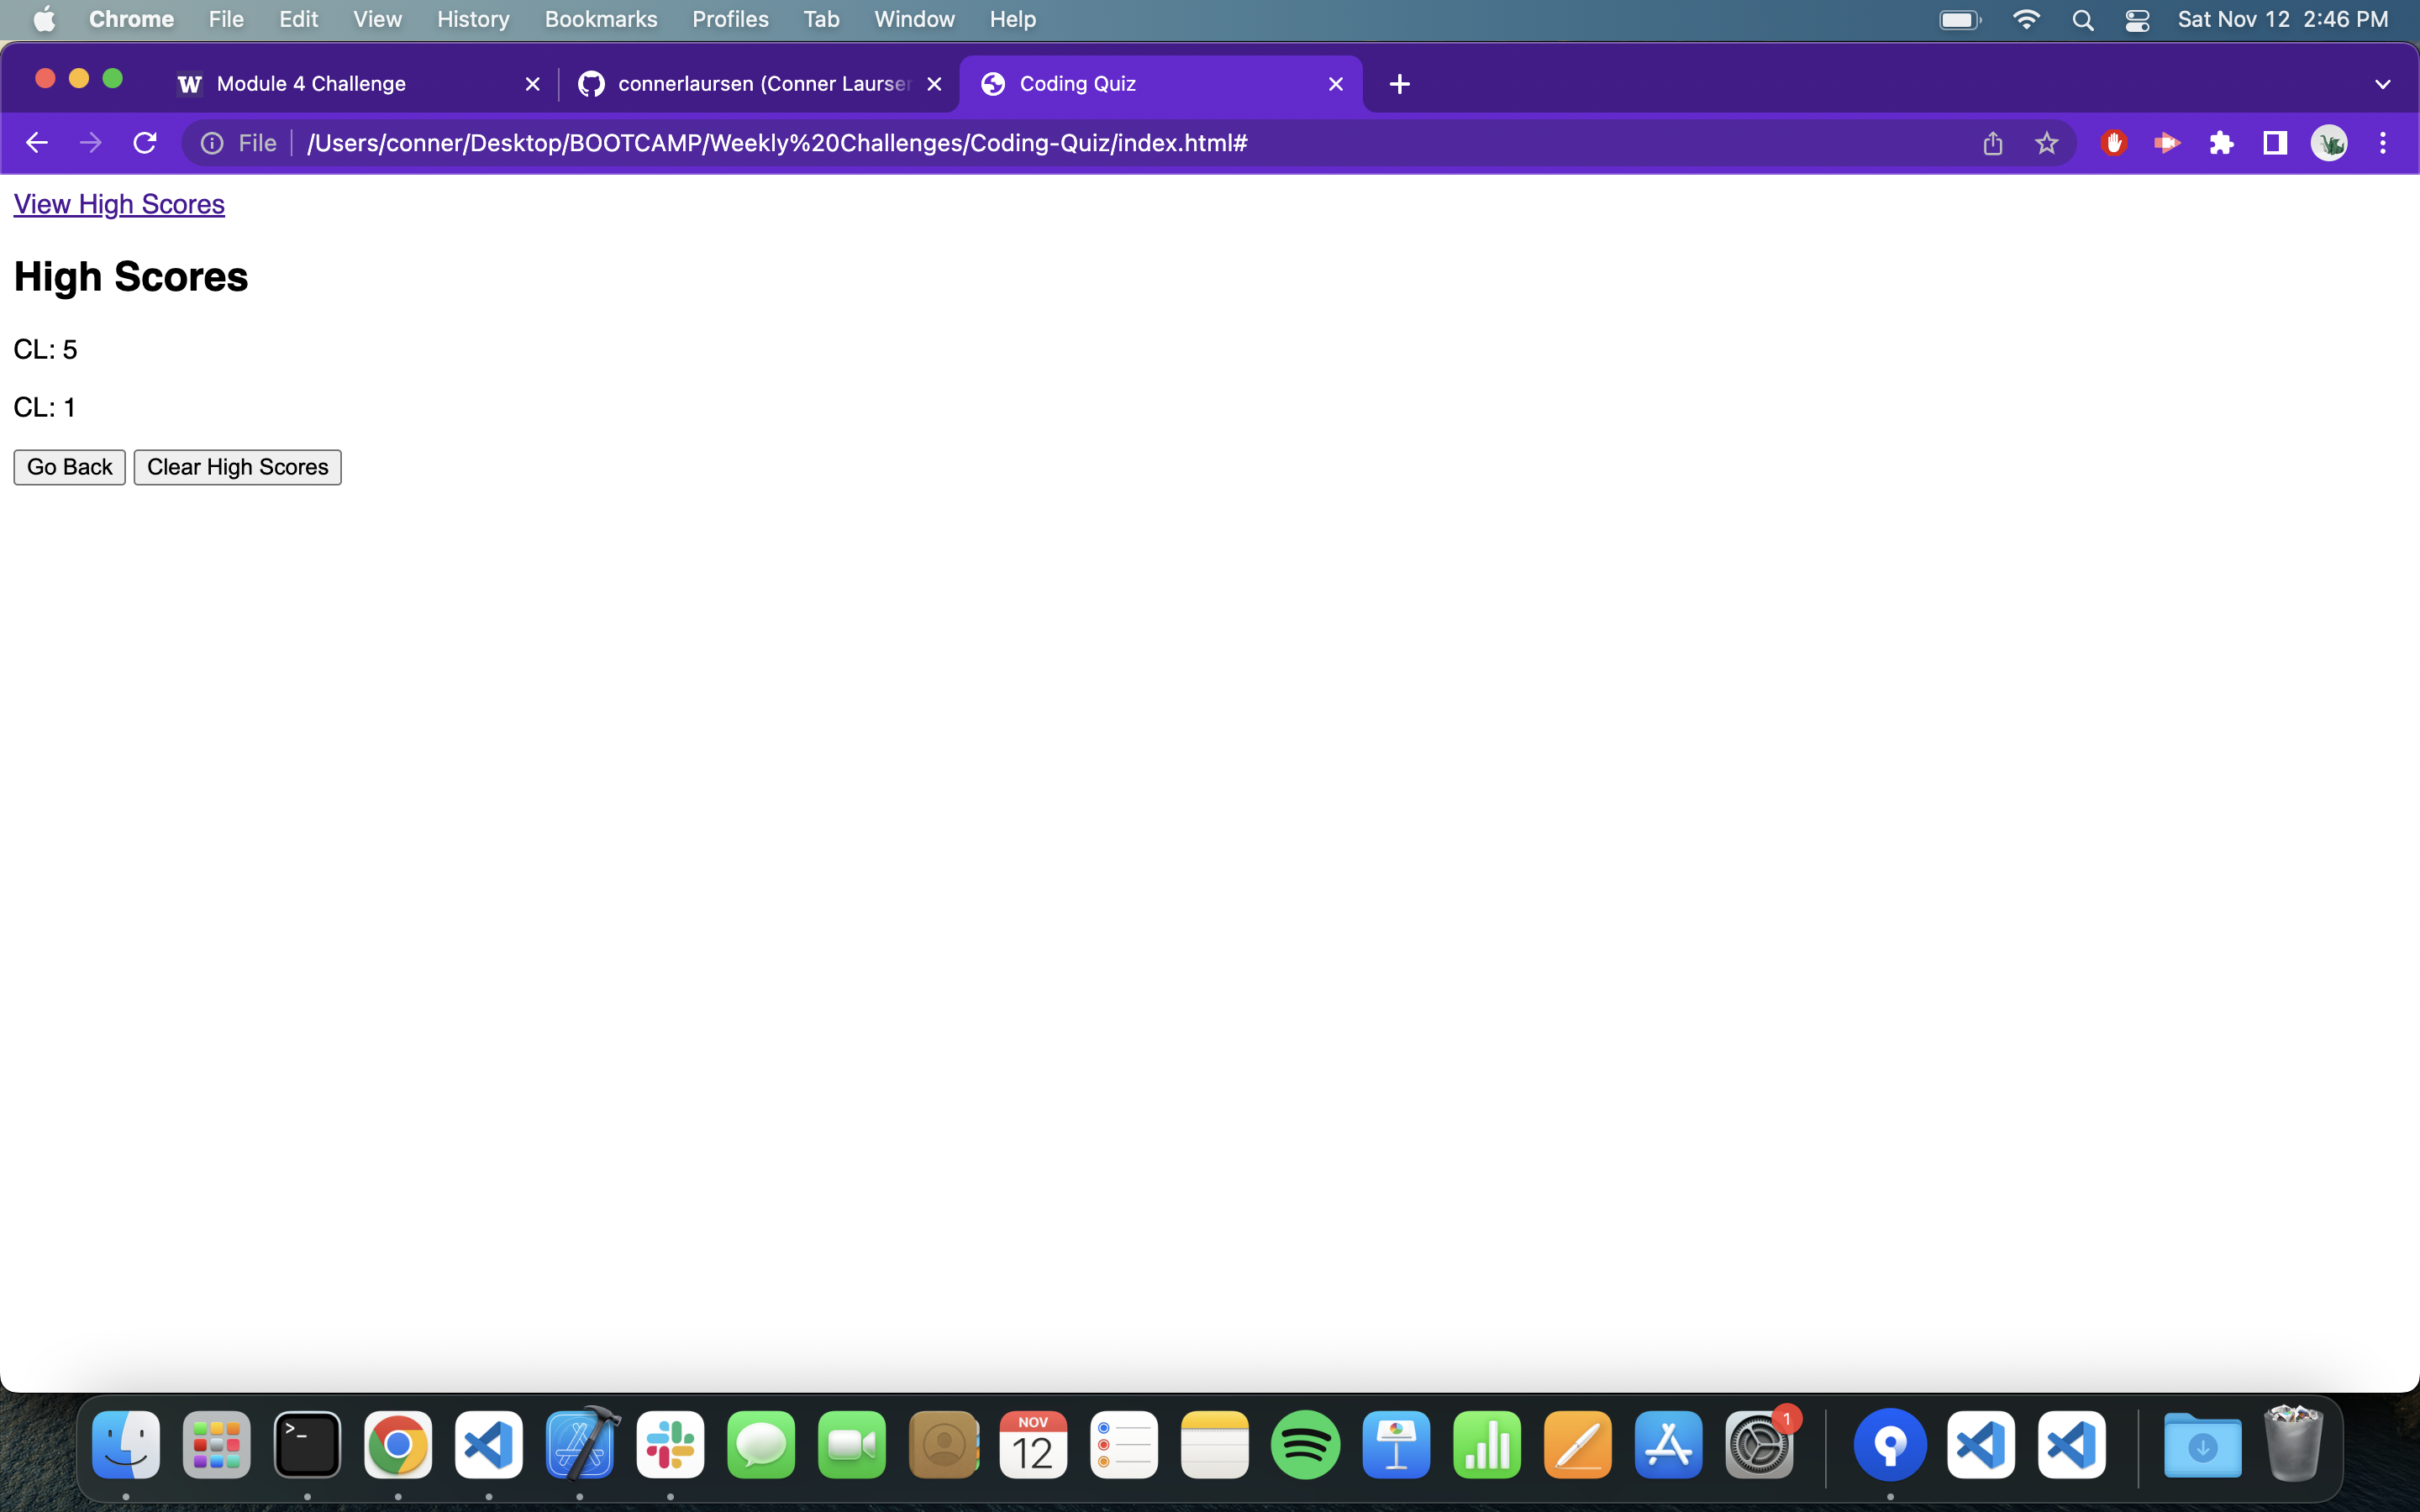 Chrome File Edit View History Bookmarks Profiles Tab Window Help Sat Nov 12 2:46 PM
W Module 4 Challenge connerlaursen (Conner Laursen Coding Quiz
File /Users/conner/Desktop/BOOTCAMP/Weekly%20Challenges/Coding-Quiz/index.html#
View High Scores
High Scores
CL: 5
CL: 1
Go Back Clear High Scores
>_ NOV 1
12